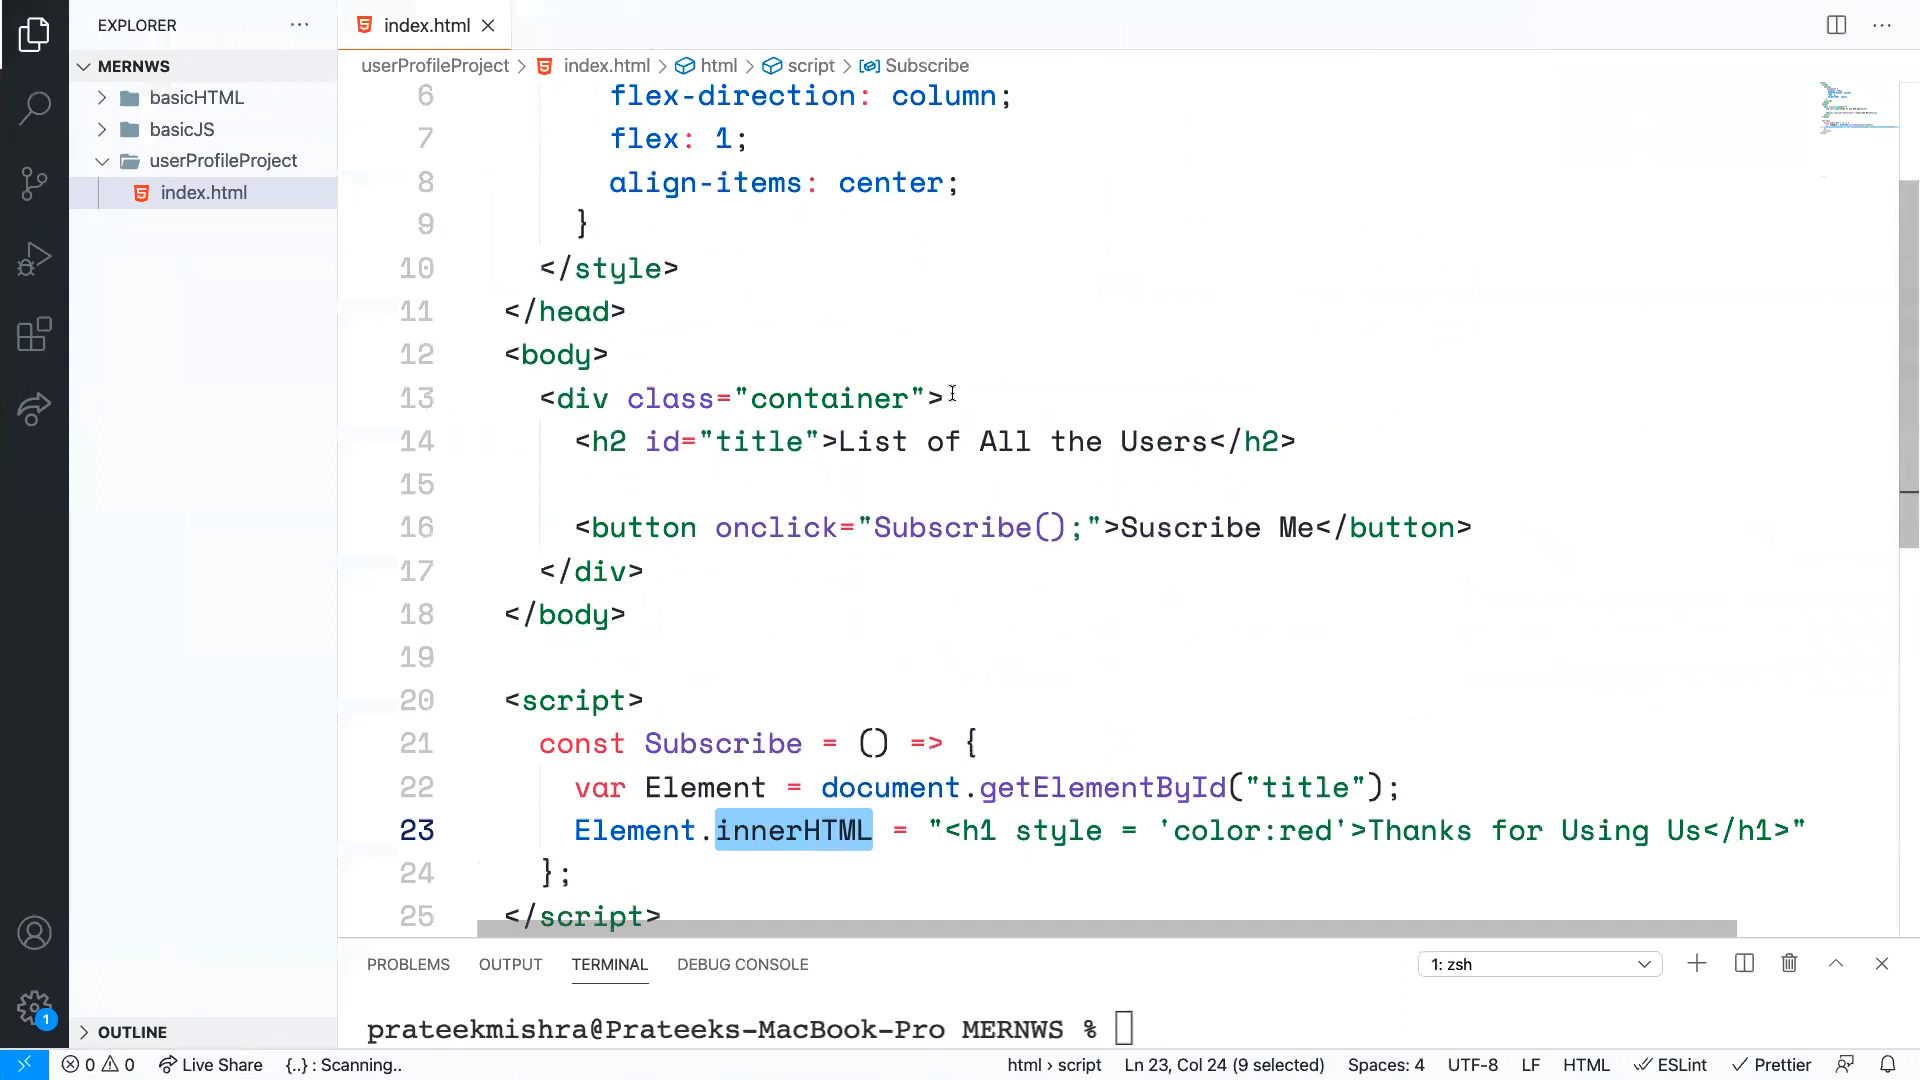 EXPLORER
index.html
MERNWS
basicHTML
basicJS
userProfileProject
index.html
OUTLINE
1
userProfileProject > index.html > html > script > Subscribe
6 flex-direction: column;
7 flex: 1;
8 align-items: center;
9 }
10 </style>
11 </head>
12 <body>
13 <div class="container">
14 <h2 id="title">List of All the Users</h2>
15
16 <button onclick="Subscribe();">Suscribe Me</button>
17 </div>
18 </body>
19
20 <script>
21 const Subscribe = () => {
22 var Element = document.getElementById("title");
23 Element.innerHTML = "<h1 style = 'color:red'>Thanks for Using Us</h1>"
24 };
25 </script>
PROBLEMS OUTPUT TERMINAL DEBUG CONSOLE 1: zsh
prateekmishra@Prateeks-MacBook-Pro MERNWS %
0 0 Live Share {..} : Scanning.. html > script Ln 23, Col 24 (9 selected) Spaces: 4 UTF-8 LF HTML ESLint Prettier